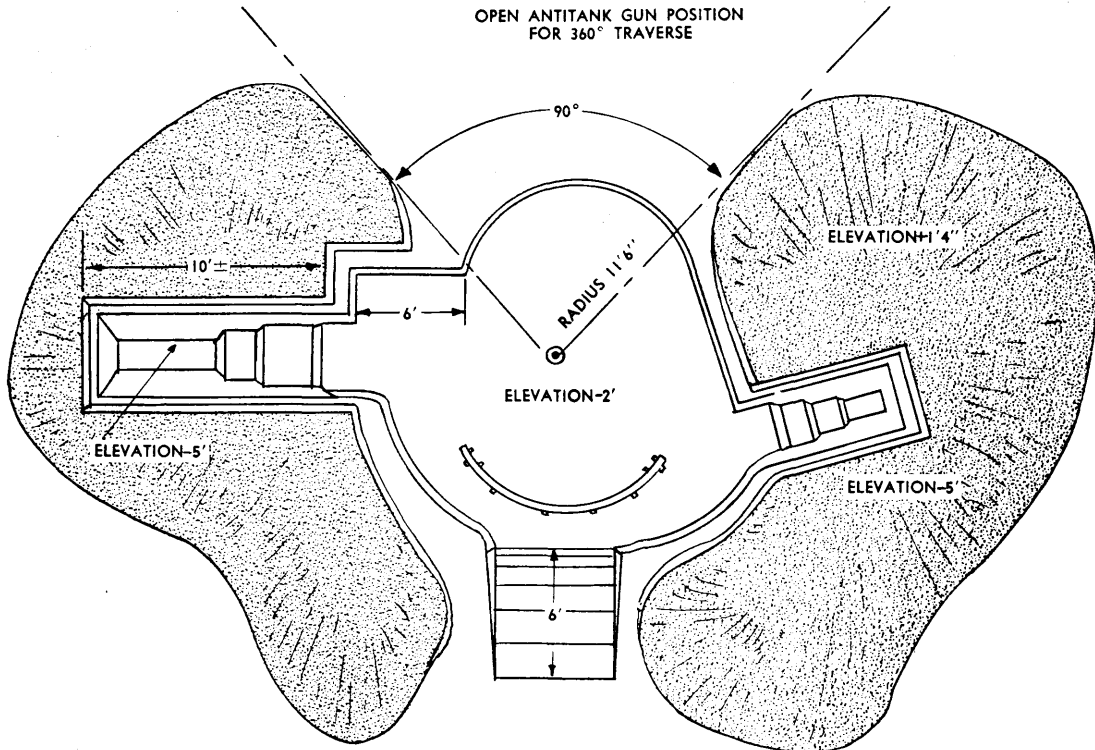 OPEN ANTITANK GUN POSITION
FOR 360° TRAVERSE
90°
ELEVATION+1'4"
10'±
RADIUS 11'6"
6'
ELEVATION-2'
ELEVATION-5'
ELEVATION-5'
6'